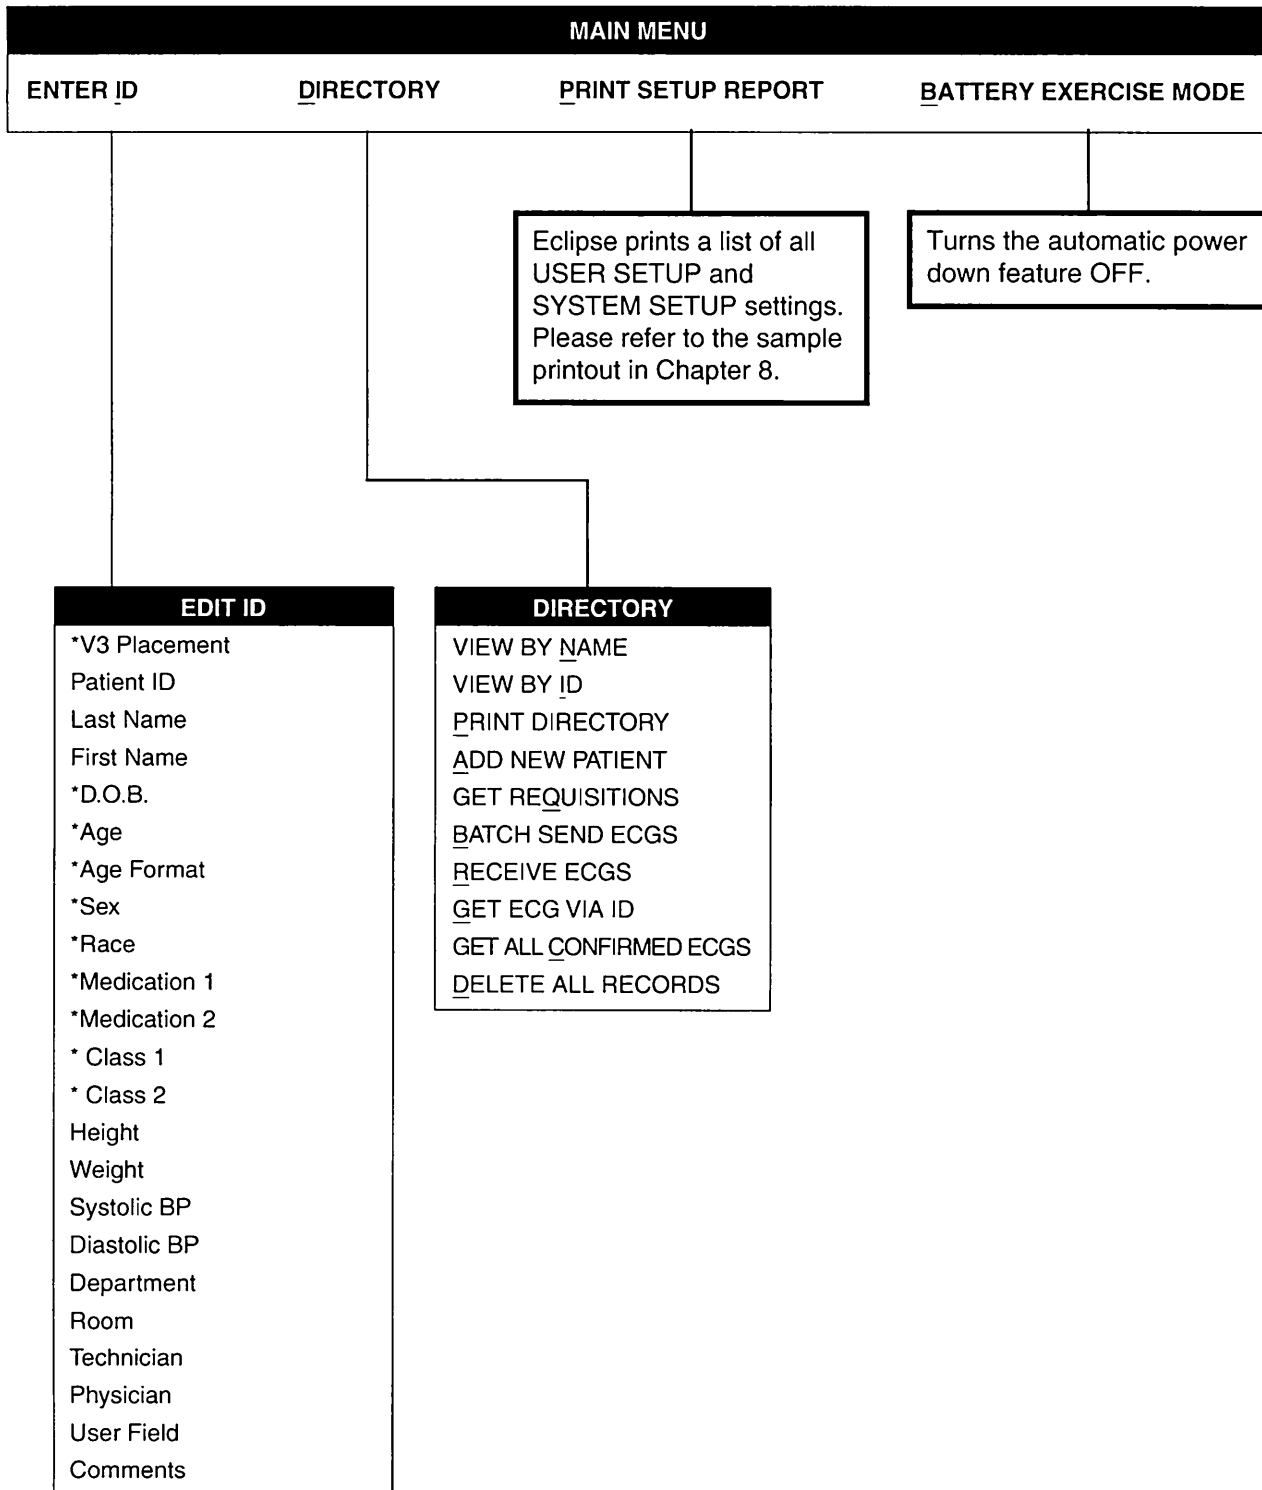 MAIN MENU
ENTER ID
DIRECTORY
PRINT SETUP REPORT
BATTERY EXERCISE MODE
Eclipse prints a list of all
USER SETUP and
SYSTEM SETUP settings.
Please refer to the sample
printout in Chapter 8.
Turns the automatic power
down feature OFF.
EDIT ID
*V3 Placement
Patient ID
Last Name
First Name
*D.O.B.
*Age
*Age Format
*Sex
*Race
*Medication 1
*Medication 2
* Class 1
* Class 2
Height
Weight
Systolic BP
Diastolic BP
Department
Room
Technician
Physician
User Field
Comments
DIRECTORY
VIEW BY NAME
VIEW BY ID
PRINT DIRECTORY
ADD NEW PATIENT
GET REQUISITIONS
BATCH SEND ECGS
RECEIVE ECGS
GET ECG VIA ID
GET ALL CONFIRMED ECGS
DELETE ALL RECORDS